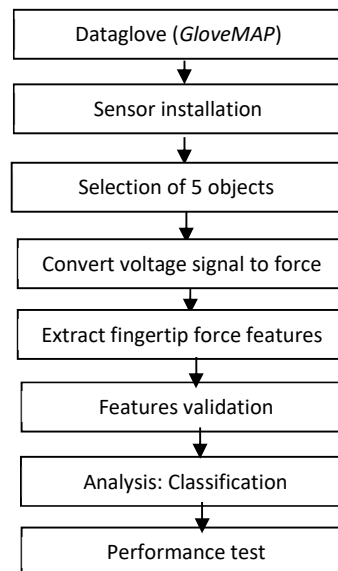 Dataglove (GloveMAP)
Sensor installation
Selection of 5 objects
Convert voltage signal to force
Extract fingertip force features
Features validation
Analysis: Classification
Performance test